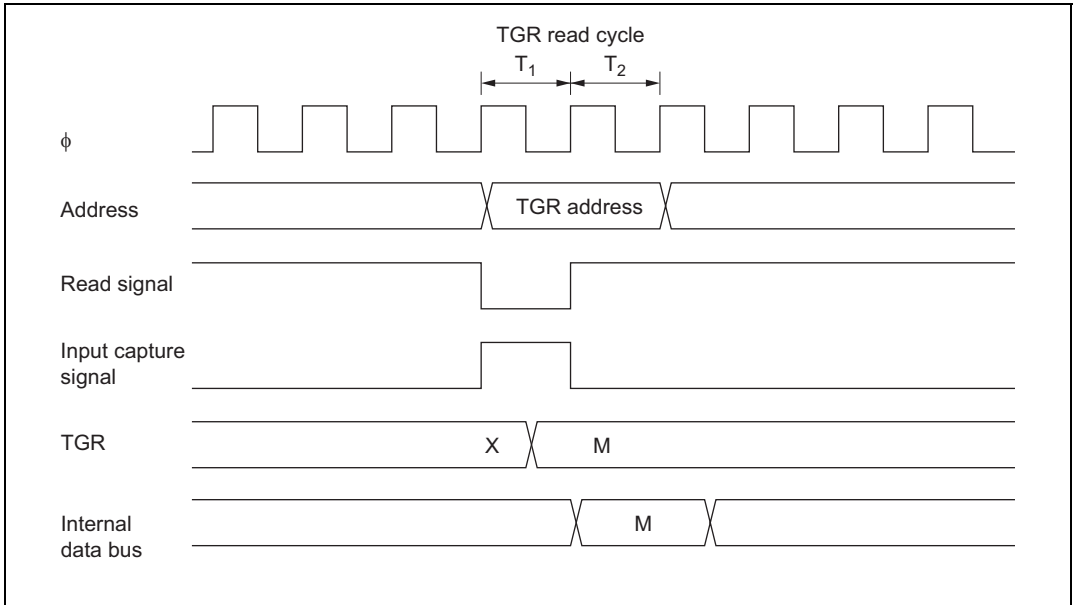 TGR read cycle
T₁ T₂
ϕ
Address
TGR address
Read signal
Input capture
signal
TGR
X M
Internal
data bus
M